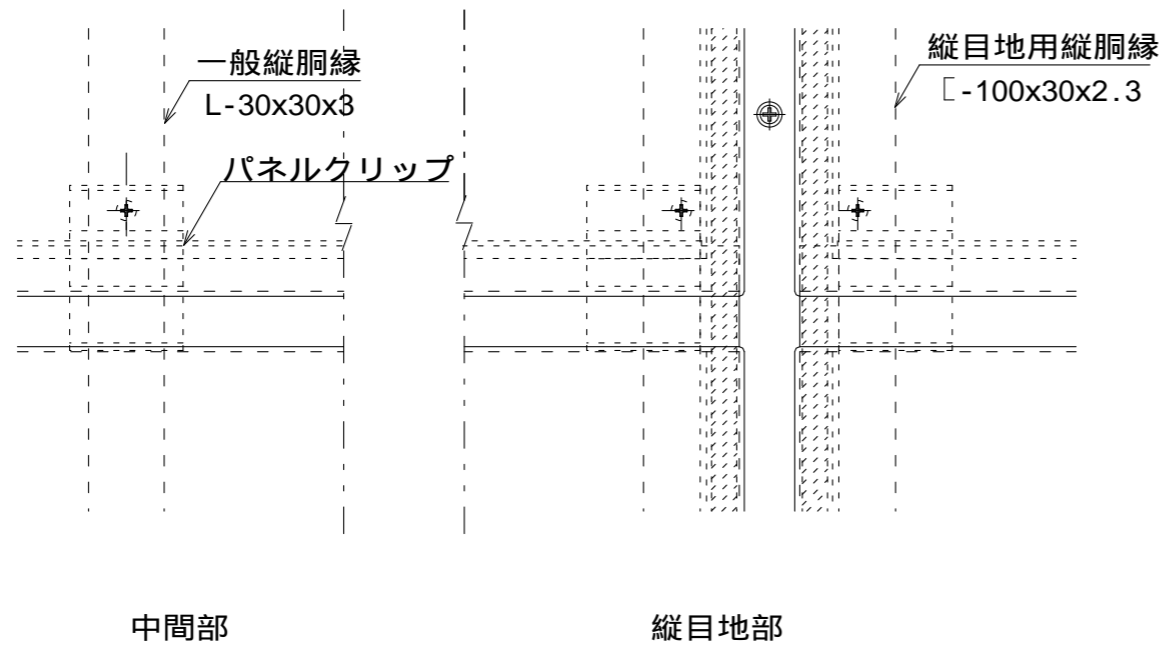 一般縦胴縁
L-30x30x3
パネルクリップ
縦目地用縦胴縁
[-100x30x2.3
中間部
縦目地部